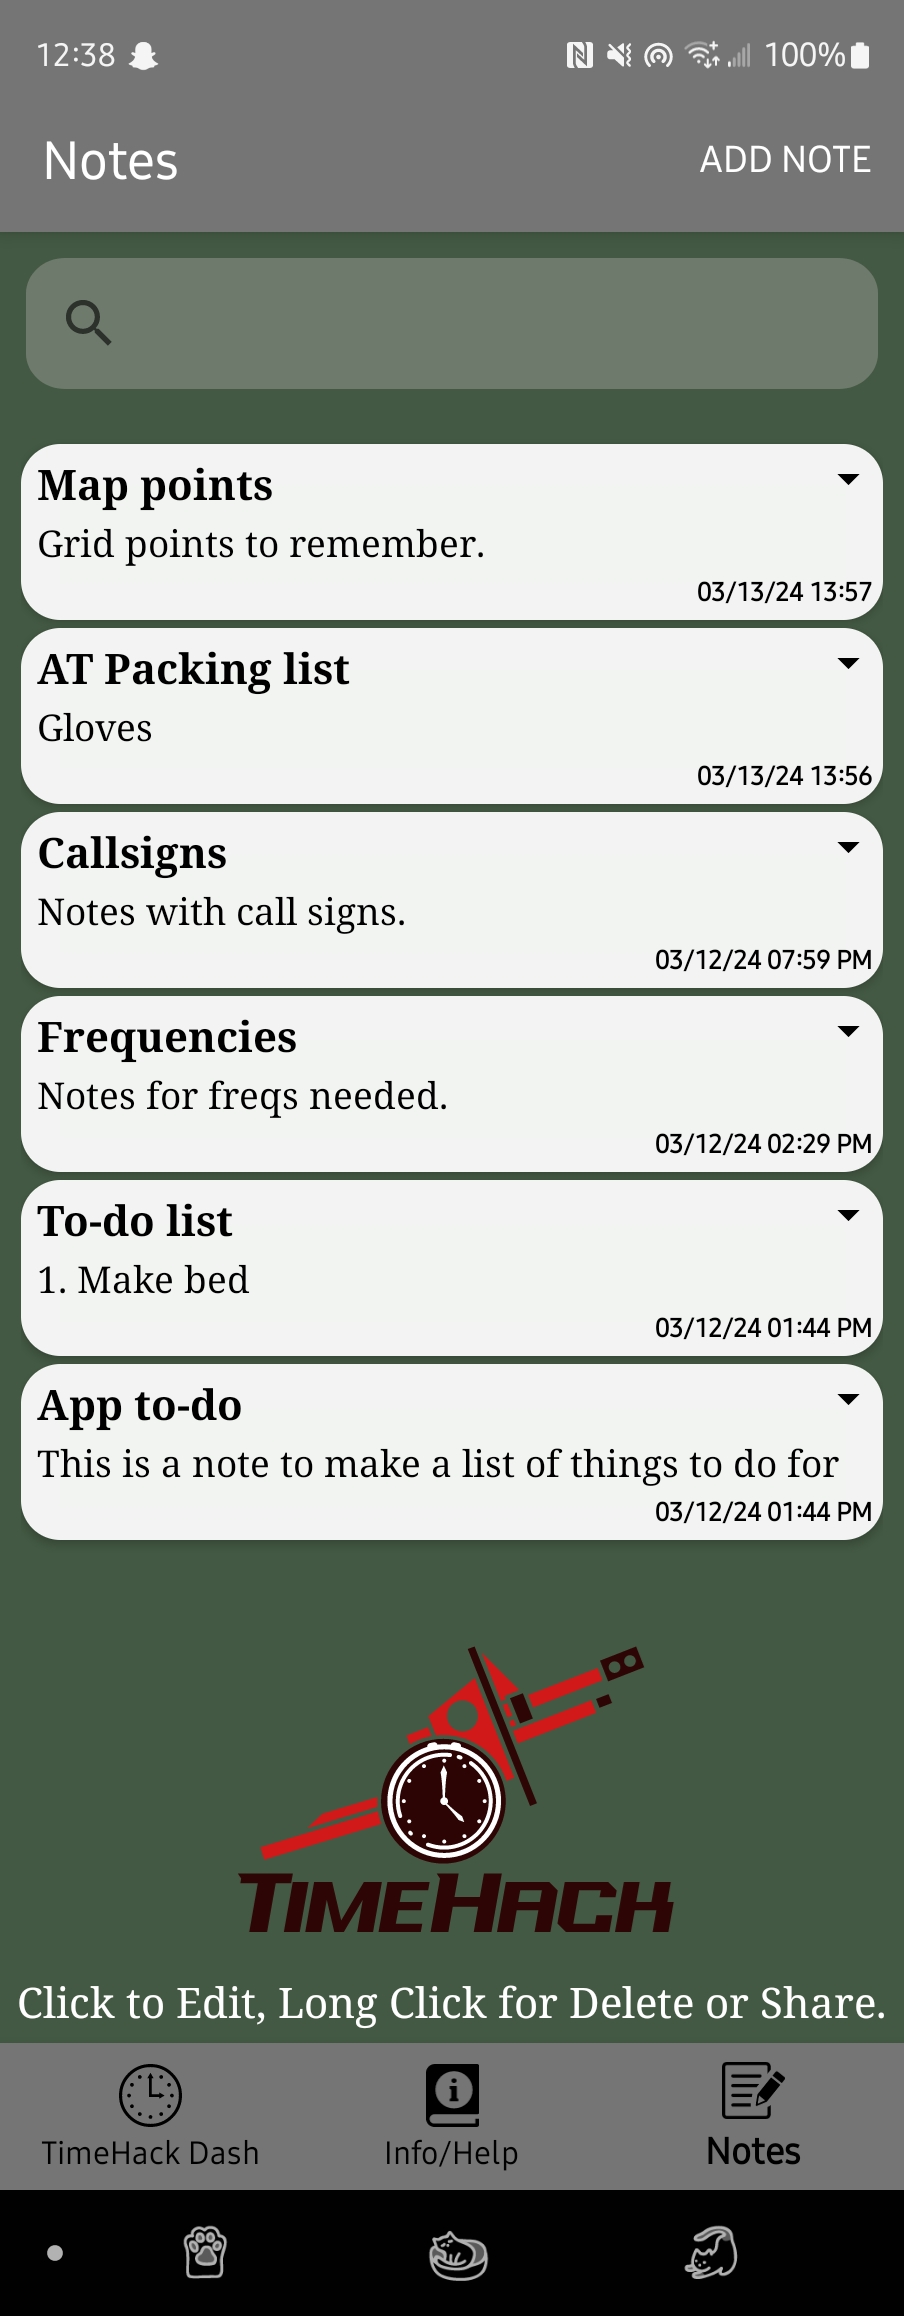 12:38 100%
Notes ADD NOTE
Map points
Grid points to remember.
03/13/24 13:57
AT Packing list
Gloves
03/13/24 13:56
Callsigns
Notes with call signs.
03/12/24 07:59 PM
Frequencies
Notes for freqs needed.
03/12/24 02:29 PM
To-do list
1. Make bed
03/12/24 01:44 PM
App to-do
This is a note to make a list of things to do for
03/12/24 01:44 PM
TIMEHACK
Click to Edit, Long Click for Delete or Share.
TimeHack Dash Info/Help Notes